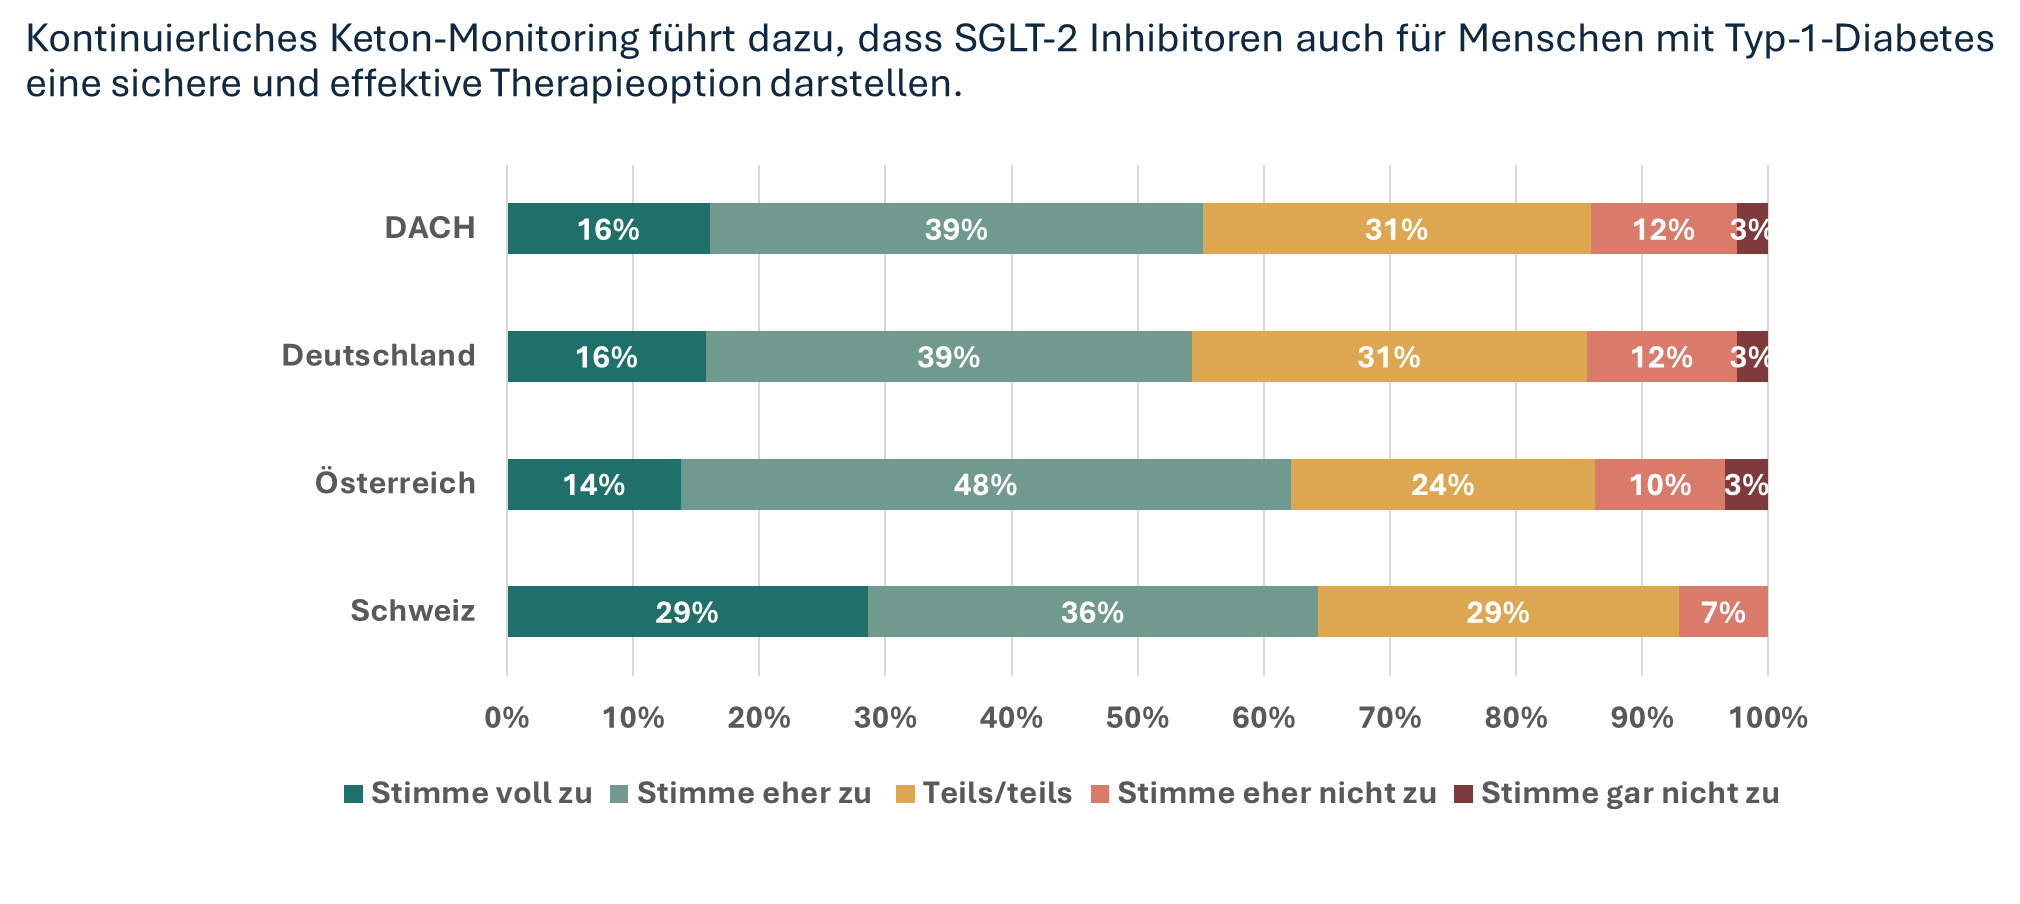 Kontinuierliches Keton-Monitoring führt dazu, dass SGLT-2 Inhibitoren auch für Menschen mit Typ-1-Diabetes
eine sichere und effektive Therapieoption darstellen.
DACH 16% 39% 31% 12% 3%
Deutschland 16% 39% 31% 12% 3%
Österreich 14% 48% 24% 10% 3%
Schweiz 29% 36% 29% 7%
0% 10% 20% 30% 40% 50% 60% 70% 80% 90% 100%
Stimme voll zu Stimme eher zu Teils/teils Stimme eher nicht zu Stimme gar nicht zu